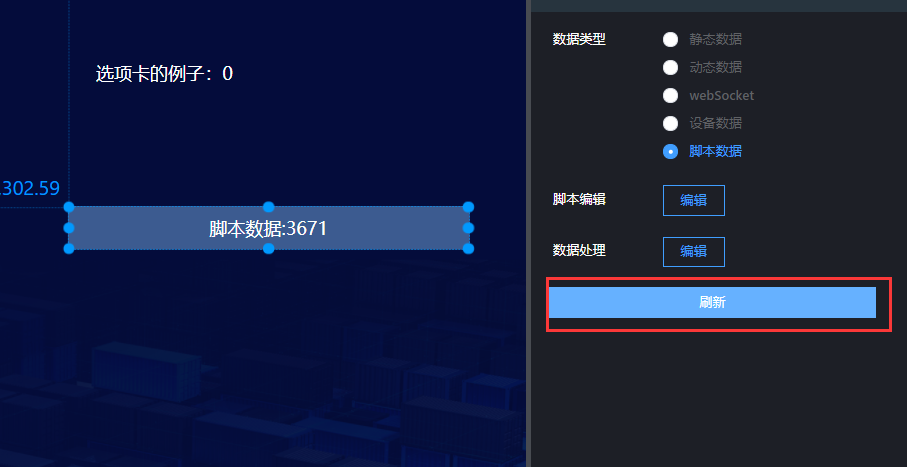 选项卡的例子：0
.302.59
脚本数据:3671
数据类型
静态数据
动态数据
webSocket
设备数据
脚本数据
脚本编辑
编辑
数据处理
编辑
刷新